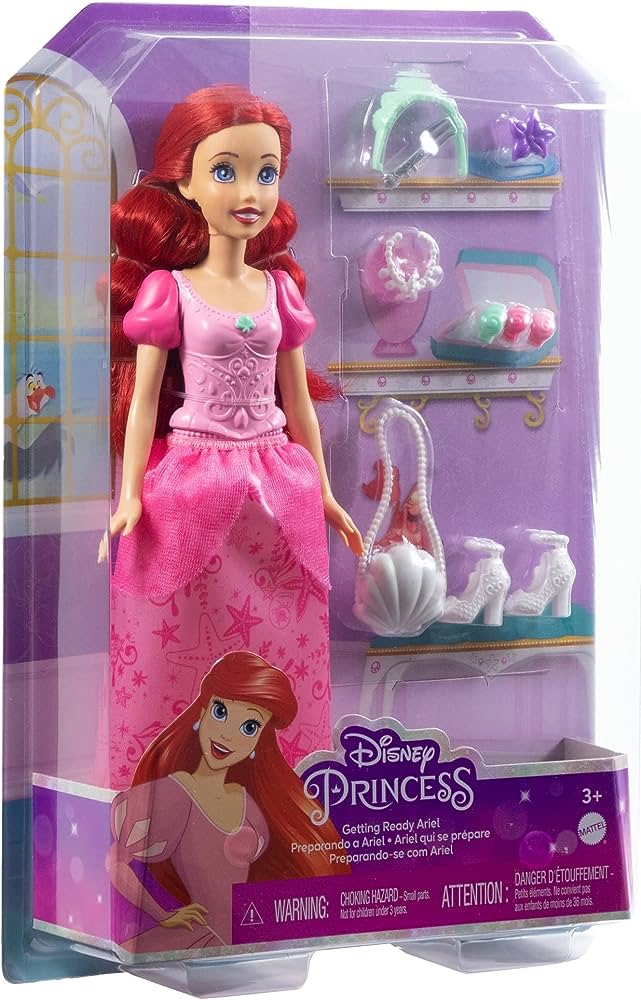 Disney
PRINCESS
Getting Ready Ariel
Preparando a Ariel • Ariel qui se prépare
Preparando-se com Ariel
3+
MATTEL
WARNING: CHOKING HAZARD – Small parts.
Not for children under 3 years.
ATTENTION : DANGER D'ÉTOUFFEMENT –
Petits éléments. Ne convient pas
aux enfants de moins de 36 mois.